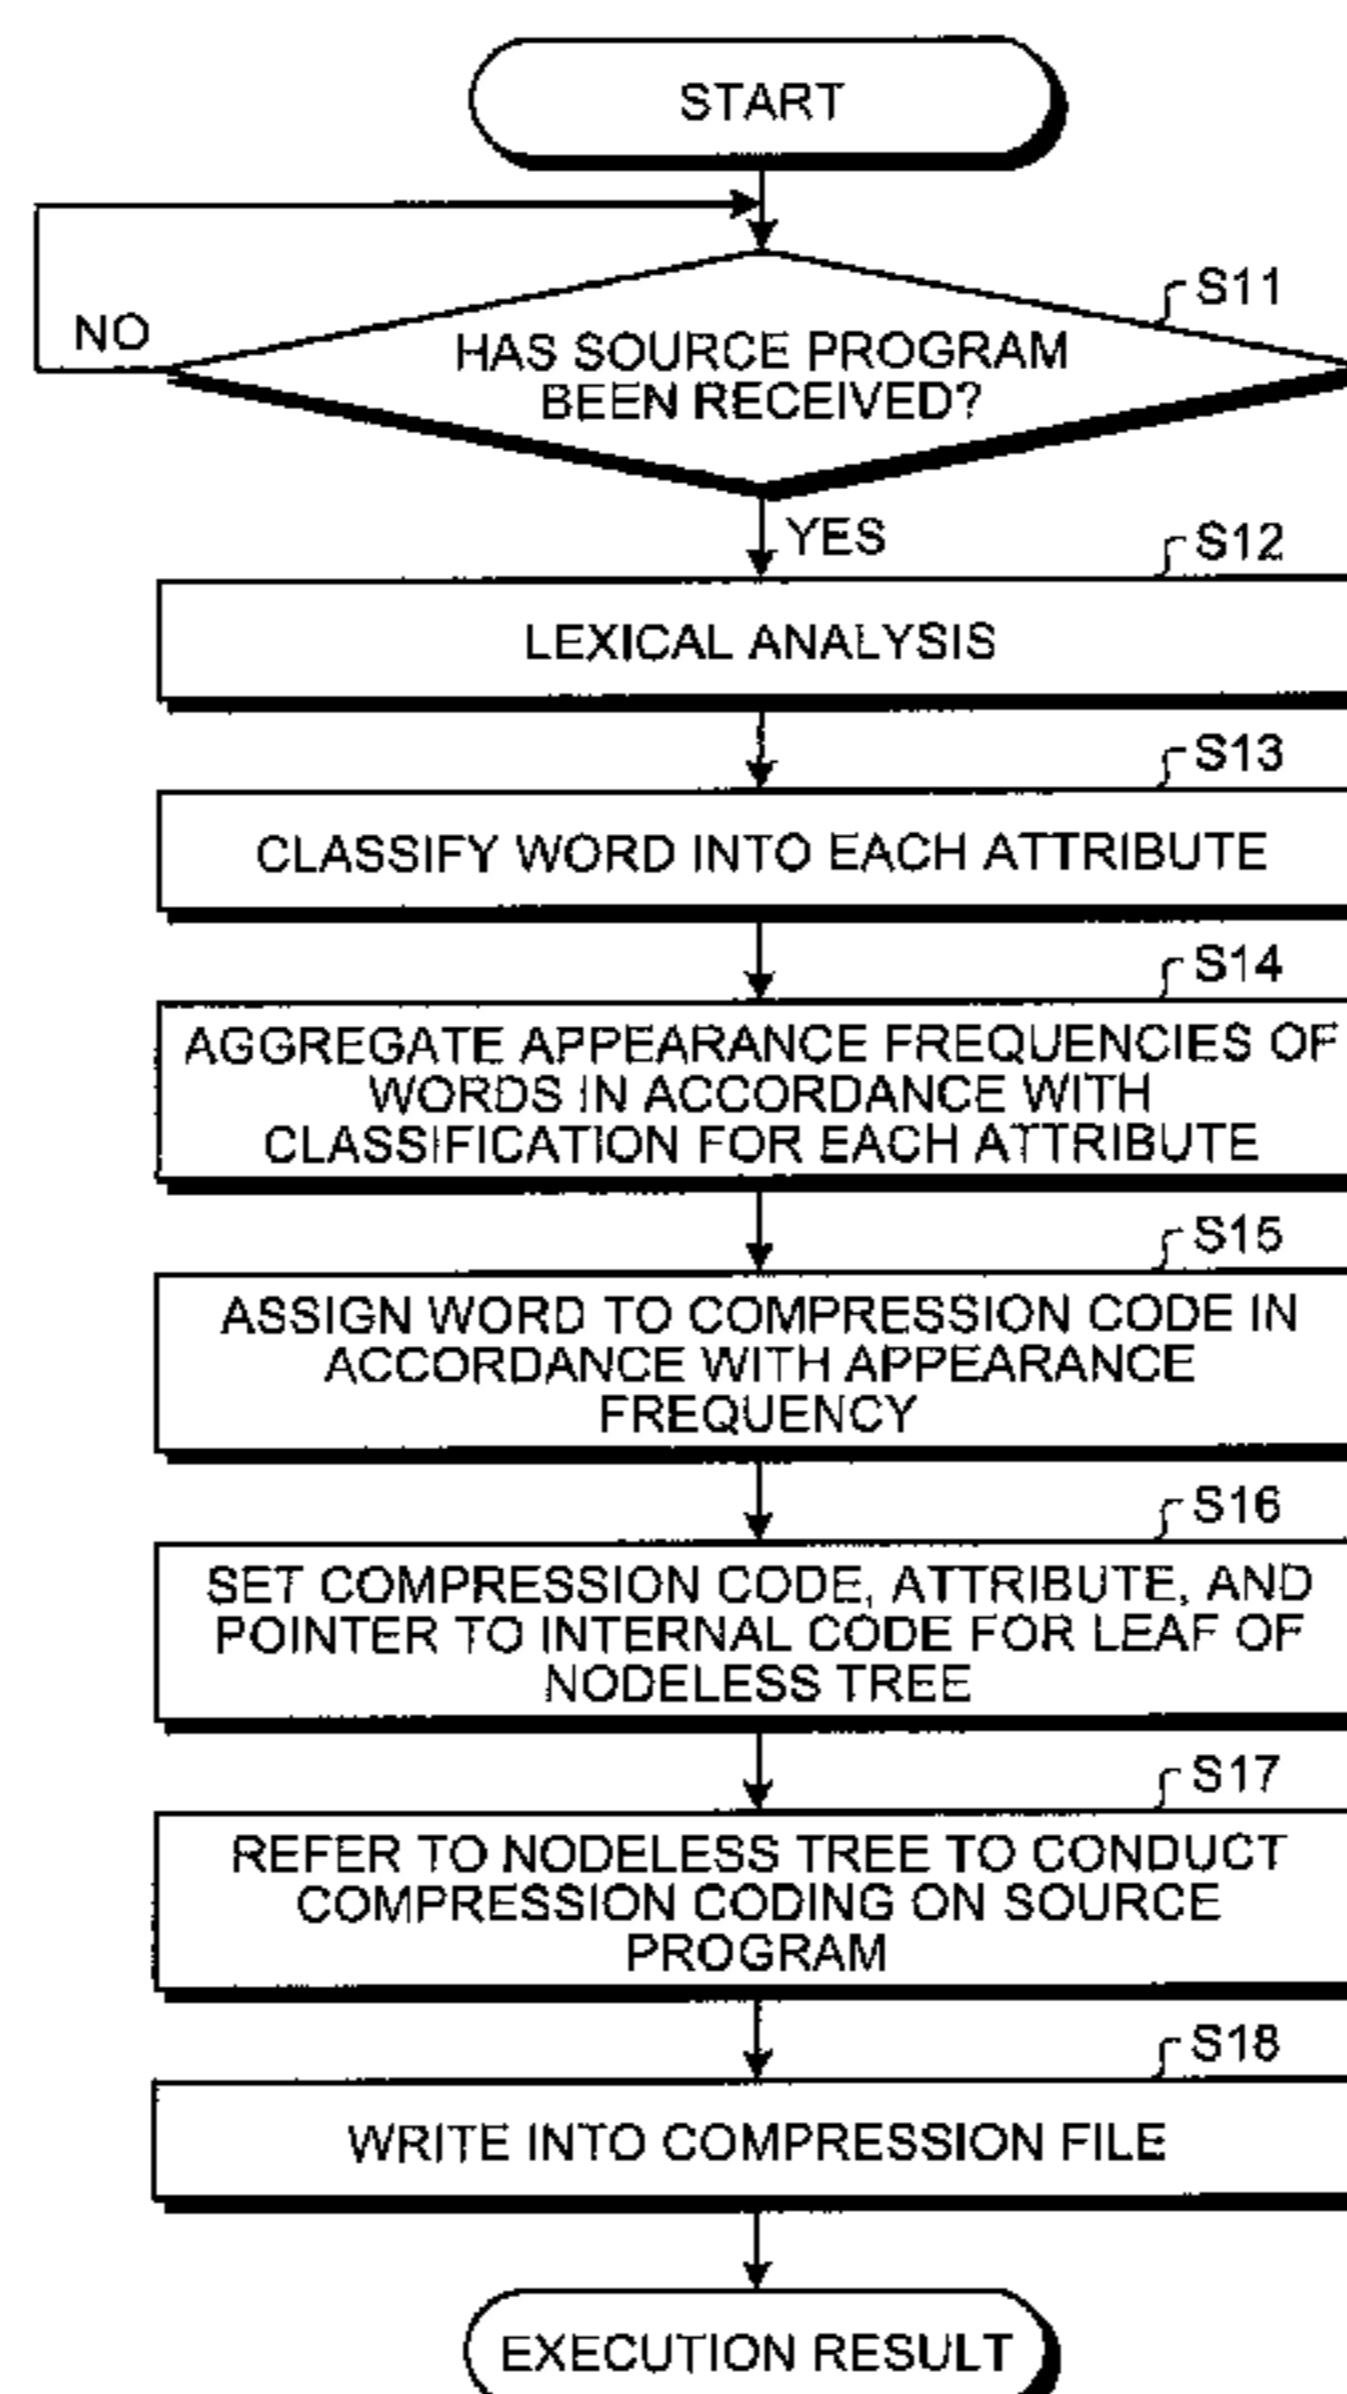 START
S11
NO
HAS SOURCE PROGRAM
BEEN RECEIVED?
YES
S12
LEXICAL ANALYSIS
S13
CLASSIFY WORD INTO EACH ATTRIBUTE
S14
AGGREGATE APPEARANCE FREQUENCIES OF
WORDS IN ACCORDANCE WITH
CLASSIFICATION FOR EACH ATTRIBUTE
S15
ASSIGN WORD TO COMPRESSION CODE IN
ACCORDANCE WITH APPEARANCE
FREQUENCY
S16
SET COMPRESSION CODE, ATTRIBUTE, AND
POINTER TO INTERNAL CODE FOR LEAF OF
NODELESS TREE
S17
REFER TO NODELESS TREE TO CONDUCT
COMPRESSION CODING ON SOURCE
PROGRAM
S18
WRITE INTO COMPRESSION FILE
EXECUTION RESULT